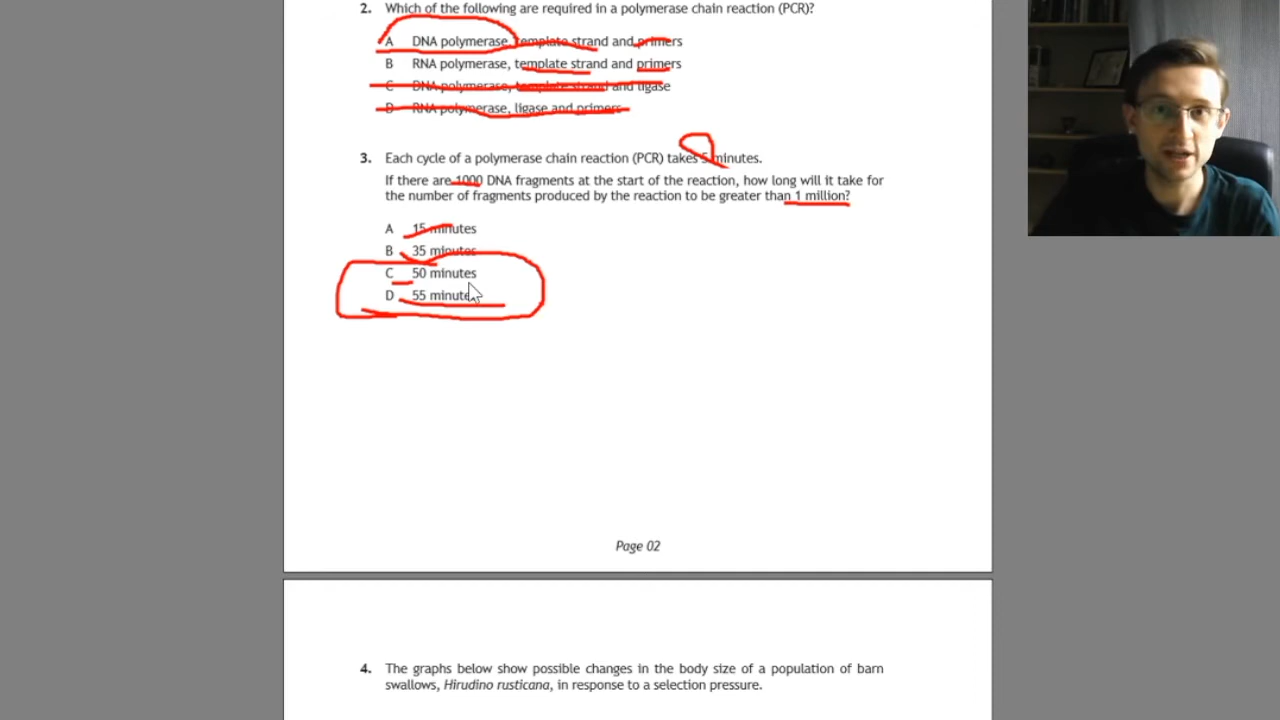 2. Which of the following are required in a polymerase chain reaction (PCR)?
A DNA polymerase, template strand and primers
B RNA polymerase, template strand and primers
C DNA polymerase, template strand and ligase
D RNA polymerase, ligase and primers
3. Each cycle of a polymerase chain reaction (PCR) takes 5 minutes.
If there are 1000 DNA fragments at the start of the reaction, how long will it take for
the number of fragments produced by the reaction to be greater than 1 million?
A 15 minutes
B 35 minutes
C 50 minutes
D 55 minutes
Page 02
4. The graphs below show possible changes in the body size of a population of barn
swallows, Hirudino rusticana, in response to a selection pressure.